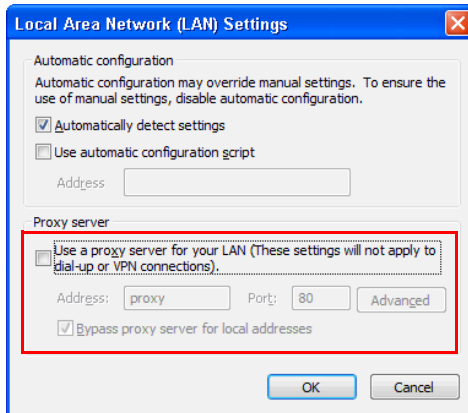 Local Area Network (LAN) Settings
Automatic configuration
Automatic configuration may override manual settings. To ensure the
use of manual settings, disable automatic configuration.
Automatically detect settings
Use automatic configuration script
Address
Proxy server
Use a proxy server for your LAN (These settings will not apply to
dial-up or VPN connections).
Address: proxy Port: 80 Advanced
Bypass proxy server for local addresses
OK Cancel